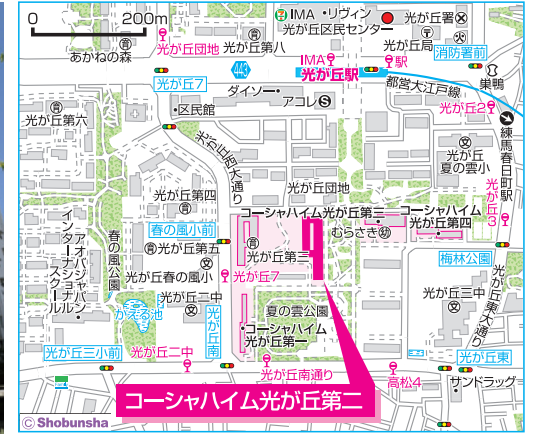 0 200m
IMA・リヴィン
光が丘区民センター
光が丘署
光が丘局
消防署前
あかねの森
光が丘団地
光が丘第八
IMA
駅
443
光が丘駅
光が丘7
巣鴨
都営大江戸線
ダイソー
アコレ
光が丘2
区民館
光が丘第六
光が丘西大通り
練馬春日町駅
光が丘
夏の雲小
光が丘第四
光が丘団地
光が丘3
コーシャハイム光が丘第三
コーシャハイム
光が丘第四
春の風小前
むらさき幼
アオバジャパン
インターナショナル
スクール
春の風公園
光が丘第五
光が丘第三
梅林公園
光が丘春の風小
光が丘7
光が丘二中
かえる池
夏の雲公園
光が丘三中
光が丘東大通り
光が丘南
コーシャハイム
光が丘第一
光が丘三小前
光が丘二中
光が丘南通り
光が丘東
高松4
サンドラッグ
コーシャハイム光が丘第二
© Shobunsha